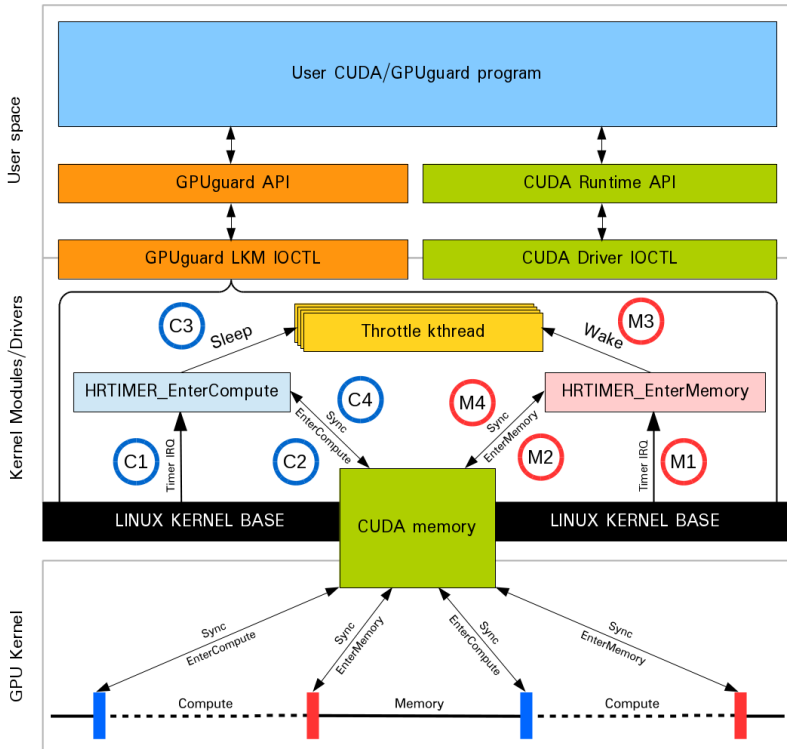 User space
User CUDA/GPUguard program
GPUguard API
CUDA Runtime API
GPUguard LKM IOCTL
CUDA Driver IOCTL
Kernel Modules/Drivers
C3
Sleep
Throttle kthread
Wake
M3
HRTIMER_EnterCompute
HRTIMER_EnterMemory
C4
M4
Sync
EnterCompute
Sync
EnterMemory
C1
Timer IRQ
C2
M2
Timer IRQ
M1
LINUX KERNEL BASE
CUDA memory
LINUX KERNEL BASE
GPU Kernel
Sync
EnterCompute
Sync
EnterMemory
Sync
EnterCompute
Sync
EnterMemory
Compute
Memory
Compute